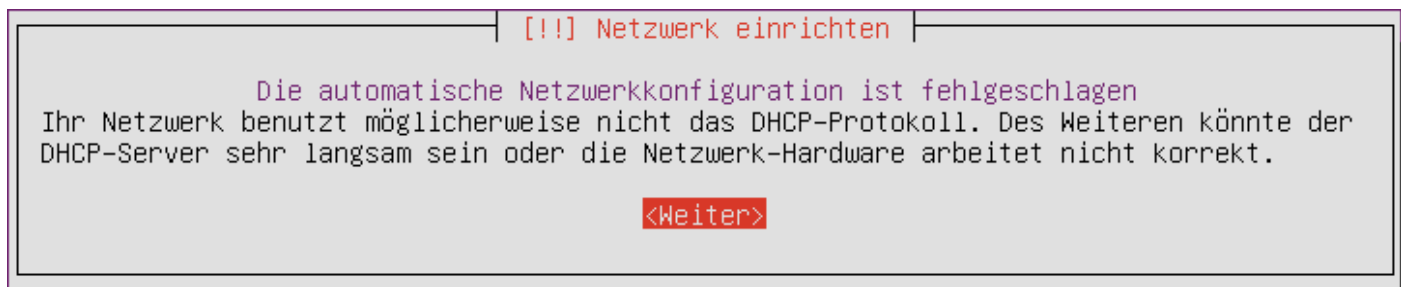 [!!] Netzwerk einrichten
Die automatische Netzwerkkonfiguration ist fehlgeschlagen
Ihr Netzwerk benutzt möglicherweise nicht das DHCP-Protokoll. Des Weiteren könnte der
DHCP-Server sehr langsam sein oder die Netzwerk-Hardware arbeitet nicht korrekt.
<Weiter>